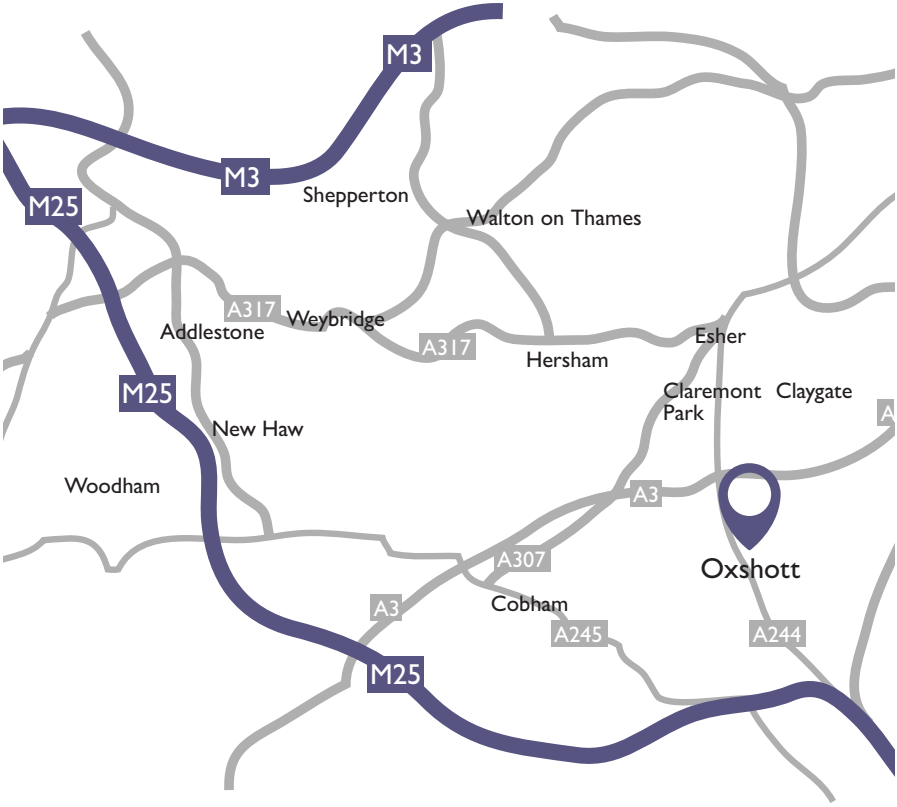 M3
M3
Shepperton
M25
Walton on Thames
A317
Weybridge
Addlestone
A317
Esher
Hersham
M25
Claremont
Park
Claygate
A
New Haw
Woodham
A3
A307
Oxshott
Cobham
A3
A245
A244
M25